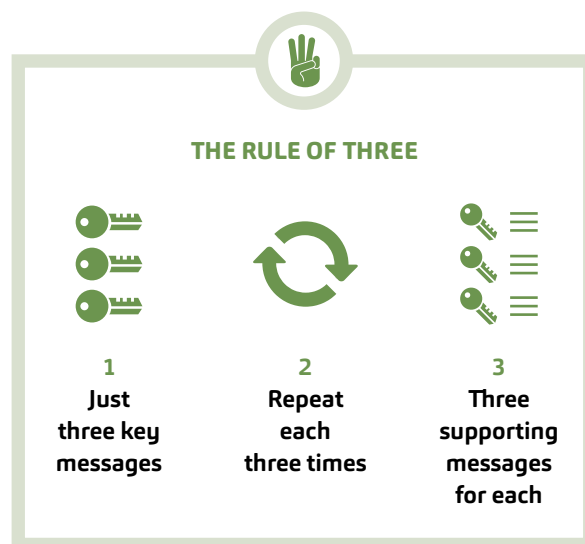 THE RULE OF THREE
1
Just
three key
messages
2
Repeat
each
three times
3
Three
supporting
messages
for each